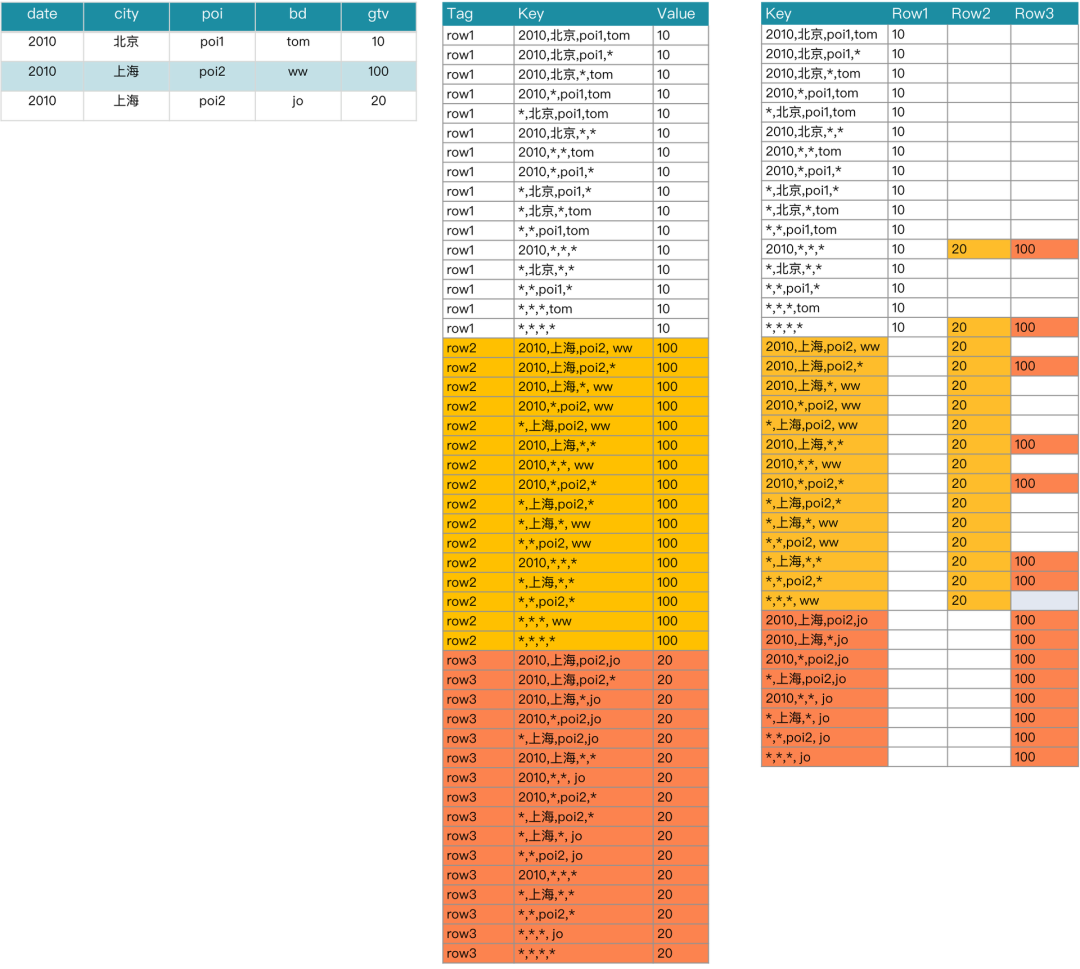 date city poi bd gtv
2010 北京 poi1 tom 10
2010 上海 poi2 ww 100
2010 上海 poi2 jo 20
Tag Key Value
row1 2010,北京,poi1,tom 10
row1 2010,北京,poi1,* 10
row1 2010,北京,*,tom 10
row1 2010,*,poi1,tom 10
row1 *,北京,poi1,tom 10
row1 2010,北京,*,* 10
row1 2010,*,*,tom 10
row1 2010,*,poi1,* 10
row1 *,北京,poi1,* 10
row1 *,北京,*,tom 10
row1 *,*,poi1,tom 10
row1 2010,*,*,* 10
row1 *,北京,*,* 10
row1 *,*,poi1,* 10
row1 *,*,*,tom 10
row1 *,*,*,* 10
row2 2010,上海,poi2, ww 100
row2 2010,上海,poi2,* 100
row2 2010,上海,*, ww 100
row2 2010,*,poi2, ww 100
row2 *,上海,poi2, ww 100
row2 2010,上海,*,* 100
row2 2010,*,*, ww 100
row2 2010,*,poi2,* 100
row2 *,上海,poi2,* 100
row2 *,上海,*, ww 100
row2 *,*,poi2, ww 100
row2 2010,*,*,* 100
row2 *,上海,*,* 100
row2 *,*,poi2,* 100
row2 *,*,*, ww 100
row2 *,*,*,* 100
row3 2010,上海,poi2,jo 20
row3 2010,上海,poi2,* 20
row3 2010,上海,*,jo 20
row3 2010,*,poi2,jo 20
row3 *,上海,poi2,jo 20
row3 2010,上海,*,* 20
row3 2010,*,*, jo 20
row3 2010,*,poi2,* 20
row3 *,上海,poi2,* 20
row3 *,上海,*, jo 20
row3 *,*,poi2, jo 20
row3 2010,*,*,* 20
row3 *,上海,*,* 20
row3 *,*,poi2,* 20
row3 *,*,*, jo 20
row3 *,*,*,* 20
Key Row1 Row2 Row3
2010,北京,poi1,tom 10
2010,北京,poi1,* 10
2010,北京,*,tom 10
2010,*,poi1,tom 10
*,北京,poi1,tom 10
2010,北京,*,* 10
2010,*,*,tom 10
2010,*,poi1,* 10
*,北京,poi1,* 10
*,北京,*,tom 10
*,*,poi1,tom 10
2010,*,*,* 10 20 100
*,北京,*,* 10
*,*,poi1,* 10
*,*,*,tom 10
*,*,*,* 10 20 100
2010,上海,poi2, ww 20
2010,上海,poi2,* 20 100
2010,上海,*, ww 20
2010,*,poi2, ww 20
*,上海,poi2, ww 20
2010,上海,*,* 20 100
2010,*,*, ww 20
2010,*,poi2,* 20 100
*,上海,poi2,* 20
*,上海,*, ww 20
*,*,poi2, ww 20
*,上海,*,* 20 100
*,*,poi2,* 20 100
*,*,*, ww 20
2010,上海,poi2,jo 100
2010,上海,*,jo 100
2010,*,poi2,jo 100
*,上海,poi2,jo 100
2010,*,*, jo 100
*,上海,*, jo 100
*,*,poi2, jo 100
*,*,*, jo 100